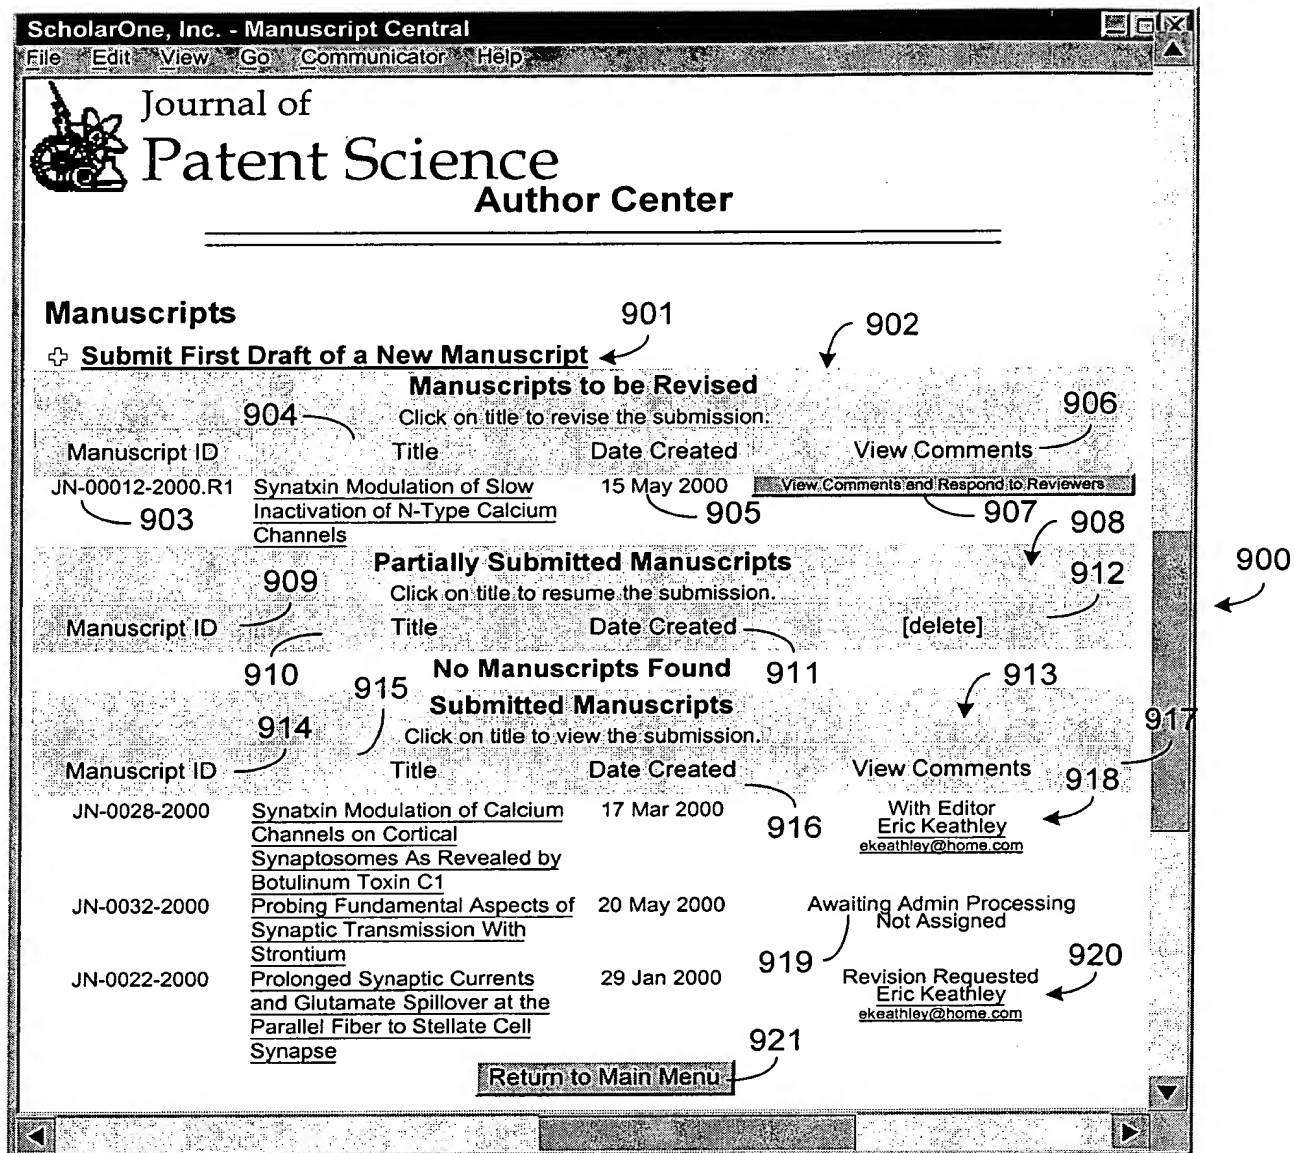 ScholarOne, Inc. - Manuscript Central
File Edit View Go Communicator Help
Journal of
Patent Science
Author Center
Manuscripts
901
902
Submit First Draft of a New Manuscript
Manuscripts to be Revised
904
Click on title to revise the submission.
906
Manuscript ID Title Date Created View Comments
JN-00012-2000.R1 Synatxin Modulation of Slow 15 May 2000 View Comments and Respond to Reviewers
903 Inactivation of N-Type Calcium 905 907 908
Channels
Partially Submitted Manuscripts
909 912
900
Click on title to resume the submission.
Manuscript ID Title Date Created [delete]
910 No Manuscripts Found 911
915 913
Submitted Manuscripts
914 917
Click on title to view the submission.
Manuscript ID Title Date Created View Comments
918
JN-0028-2000 Synatxin Modulation of Calcium 17 Mar 2000 With Editor
Channels on Cortical 916 Eric Keathley
Synaptosomes As Revealed by ekeathley@home.com
Botulinum Toxin C1
JN-0032-2000 Probing Fundamental Aspects of 20 May 2000 Awaiting Admin Processing
Synaptic Transmission With Not Assigned
Strontium 919 920
JN-0022-2000 Prolonged Synaptic Currents 29 Jan 2000 Revision Requested
and Glutamate Spillover at the Eric Keathley
Parallel Fiber to Stellate Cell ekeathley@home.com
Synapse 921
Return to Main Menu